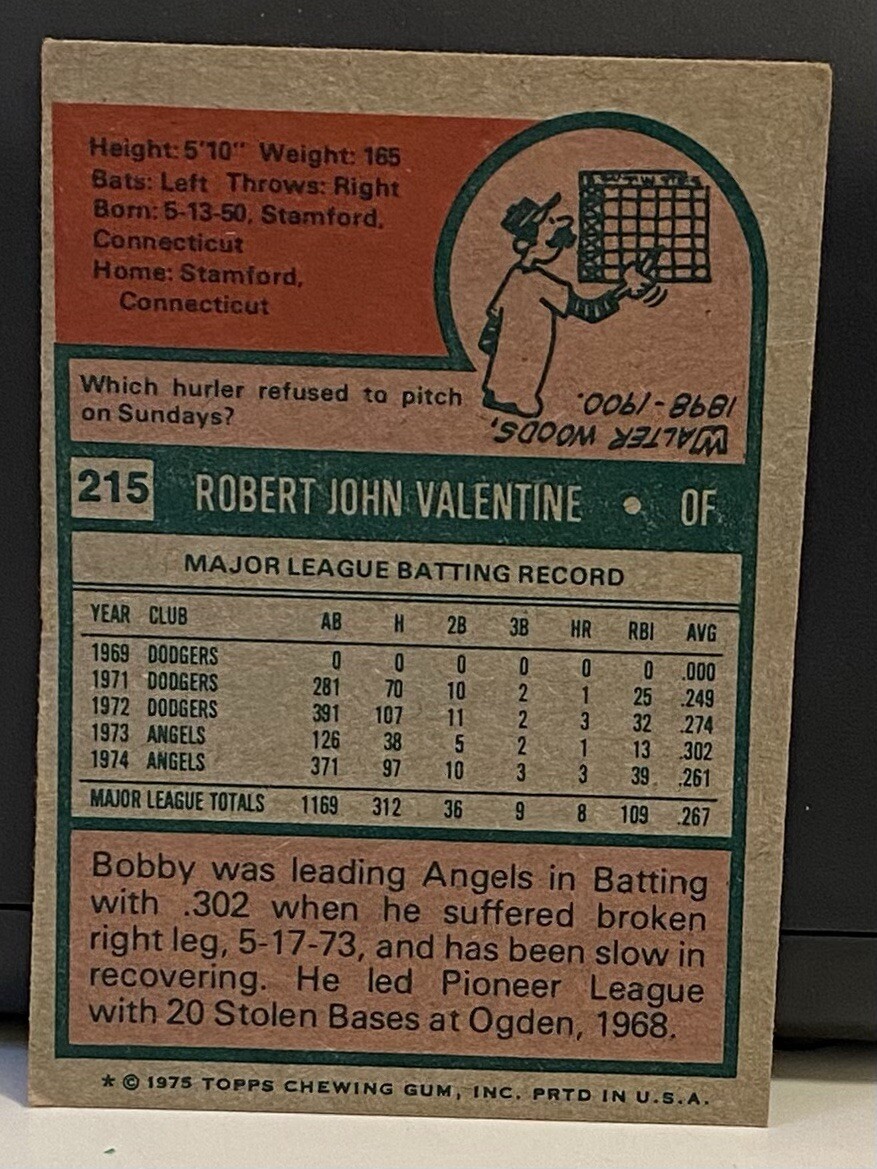 Height: 5'10" Weight: 165
Bats: Left Throws: Right
Born: 5-13-50, Stamford,
Connecticut
Home: Stamford,
Connecticut
Which hurler refused to pitch
on Sundays?
WALTER WOODS,
1898-1900.
215 ROBERT JOHN VALENTINE • OF
MAJOR LEAGUE BATTING RECORD
YEAR CLUB AB H 2B 3B HR RBI AVG
1969 DODGERS 0 0 0 0 0 0 .000
1971 DODGERS 281 70 10 2 1 25 .249
1972 DODGERS 391 107 11 2 3 32 .274
1973 ANGELS 126 38 5 2 1 13 .302
1974 ANGELS 371 97 10 3 3 39 .261
MAJOR LEAGUE TOTALS 1169 312 36 9 8 109 .267
Bobby was leading Angels in Batting
with .302 when he suffered broken
right leg, 5-17-73, and has been slow in
recovering. He led Pioneer League
with 20 Stolen Bases at Ogden, 1968.
* © 1975 TOPPS CHEWING GUM, INC. PRTD IN U.S.A.